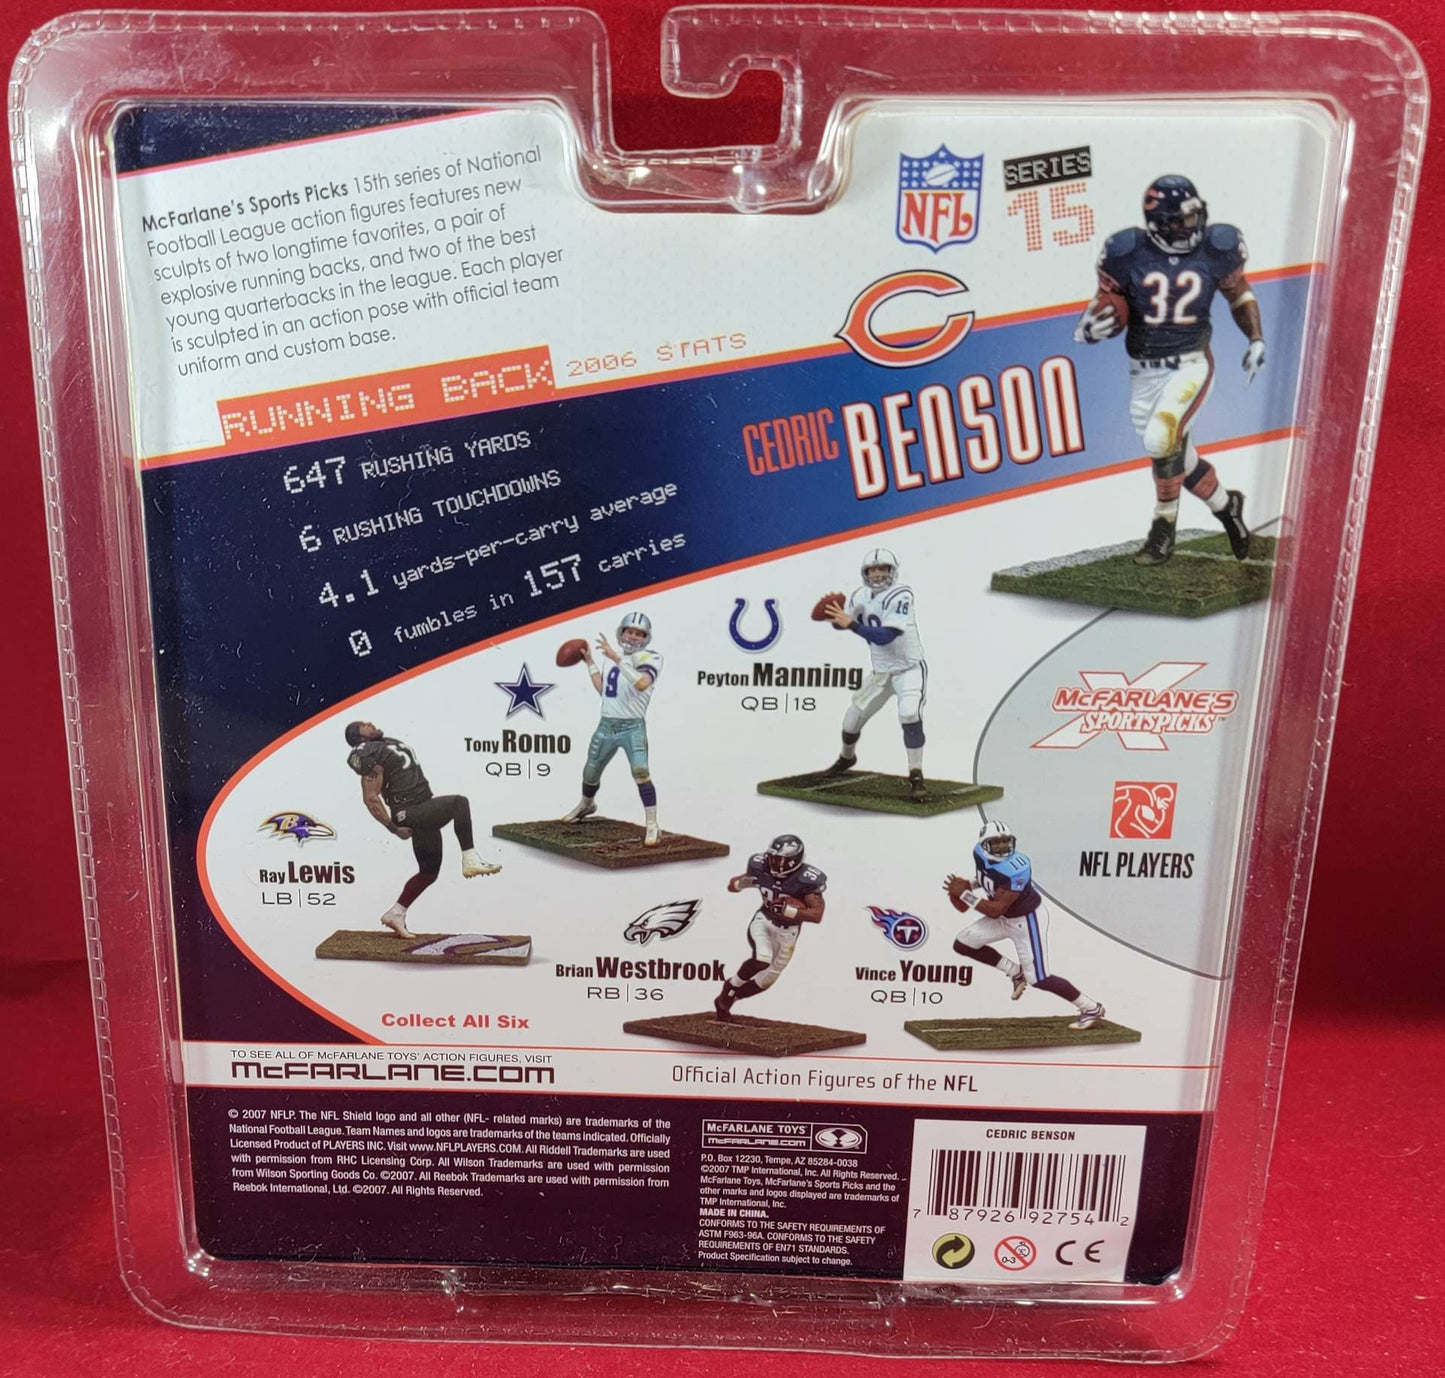 McFarlane's Sports Picks 15th series of National
Football League action figures features new
sculpts of two longtime favorites, a pair of
explosive running backs, and two of the best
young quarterbacks in the league. Each player
is sculpted in an action pose with official team
uniform and custom base.
NFL
SERIES
15
32
RUNNING BACK 2006 STATS
C
CEDRIC BENSON
647 RUSHING YARDS
6 RUSHING TOUCHDOWNS
4.1 yards-per-carry average
0 fumbles in 157 carries
Peyton Manning
QB | 18
18
18
Tony Romo
QB | 9
9
McFARLANE'S
SPORTSPICKS™
NFL PLAYERS
B
Ray Lewis
LB | 52
Brian Westbrook
RB | 36
36
T
Vince Young
QB | 10
10
Collect All Six
TO SEE ALL OF McFARLANE TOYS' ACTION FIGURES, VISIT
McFARLANE.COM
Official Action Figures of the NFL
© 2007 NFLP. The NFL Shield logo and all other (NFL- related marks) are trademarks of the
National Football League. Team Names and logos are trademarks of the teams indicated. Officially
Licensed Product of PLAYERS INC. Visit www.NFLPLAYERS.COM. All Riddell Trademarks are used
with permission from RHC Licensing Corp. All Wilson Trademarks are used with permission
from Wilson Sporting Goods Co. ©2007. All Reebok Trademarks are used with permission from
Reebok International, Ltd. ©2007. All Rights Reserved.
McFARLANE TOYS
McFARLANE.COM
P.O. Box 12230, Tempe, AZ 85284-0038
©2007 TMP International, Inc. All Rights Reserved.
McFarlane Toys, McFarlane's Sports Picks and the
other marks and logos displayed are trademarks of
TMP International, Inc.
MADE IN CHINA.
CONFORMS TO THE SAFETY REQUIREMENTS OF
ASTM F963-96A. CONFORMS TO THE SAFETY
REQUIREMENTS OF EN71 STANDARDS.
Product Specification subject to change.
CEDRIC BENSON
7 87926 92754 2
0-3
CE